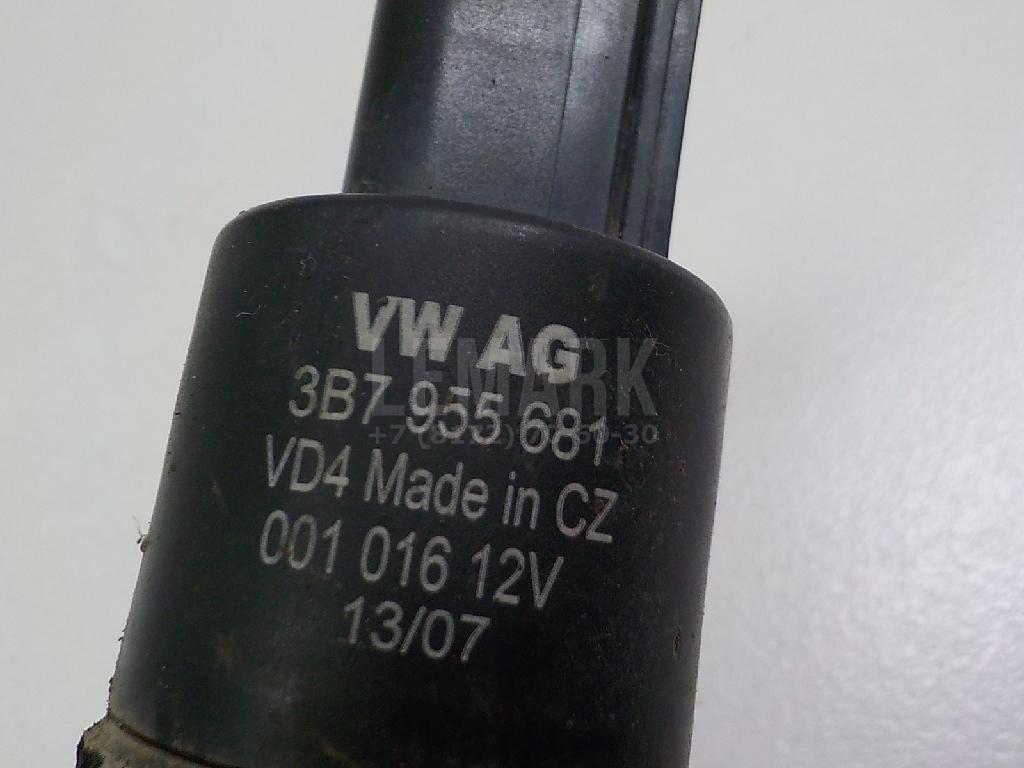 VW AG
LEMARK
3B7 955 681
VD4 Made in CZ
001 016 12V
13/07